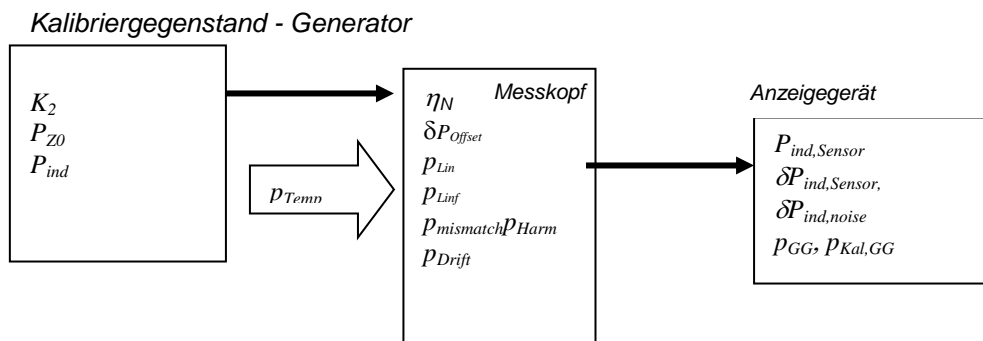 Kalibriergegenstand - Generator
K2
PZ0
Pind
pTemp
Messkopf
ηN
δPOffset
pLin
pLinf
pmismatchpHarm
pDrift
Anzeigegerät
Pind,Sensor
δPind,Sensor,
δPind,noise
pGG, pKal,GG